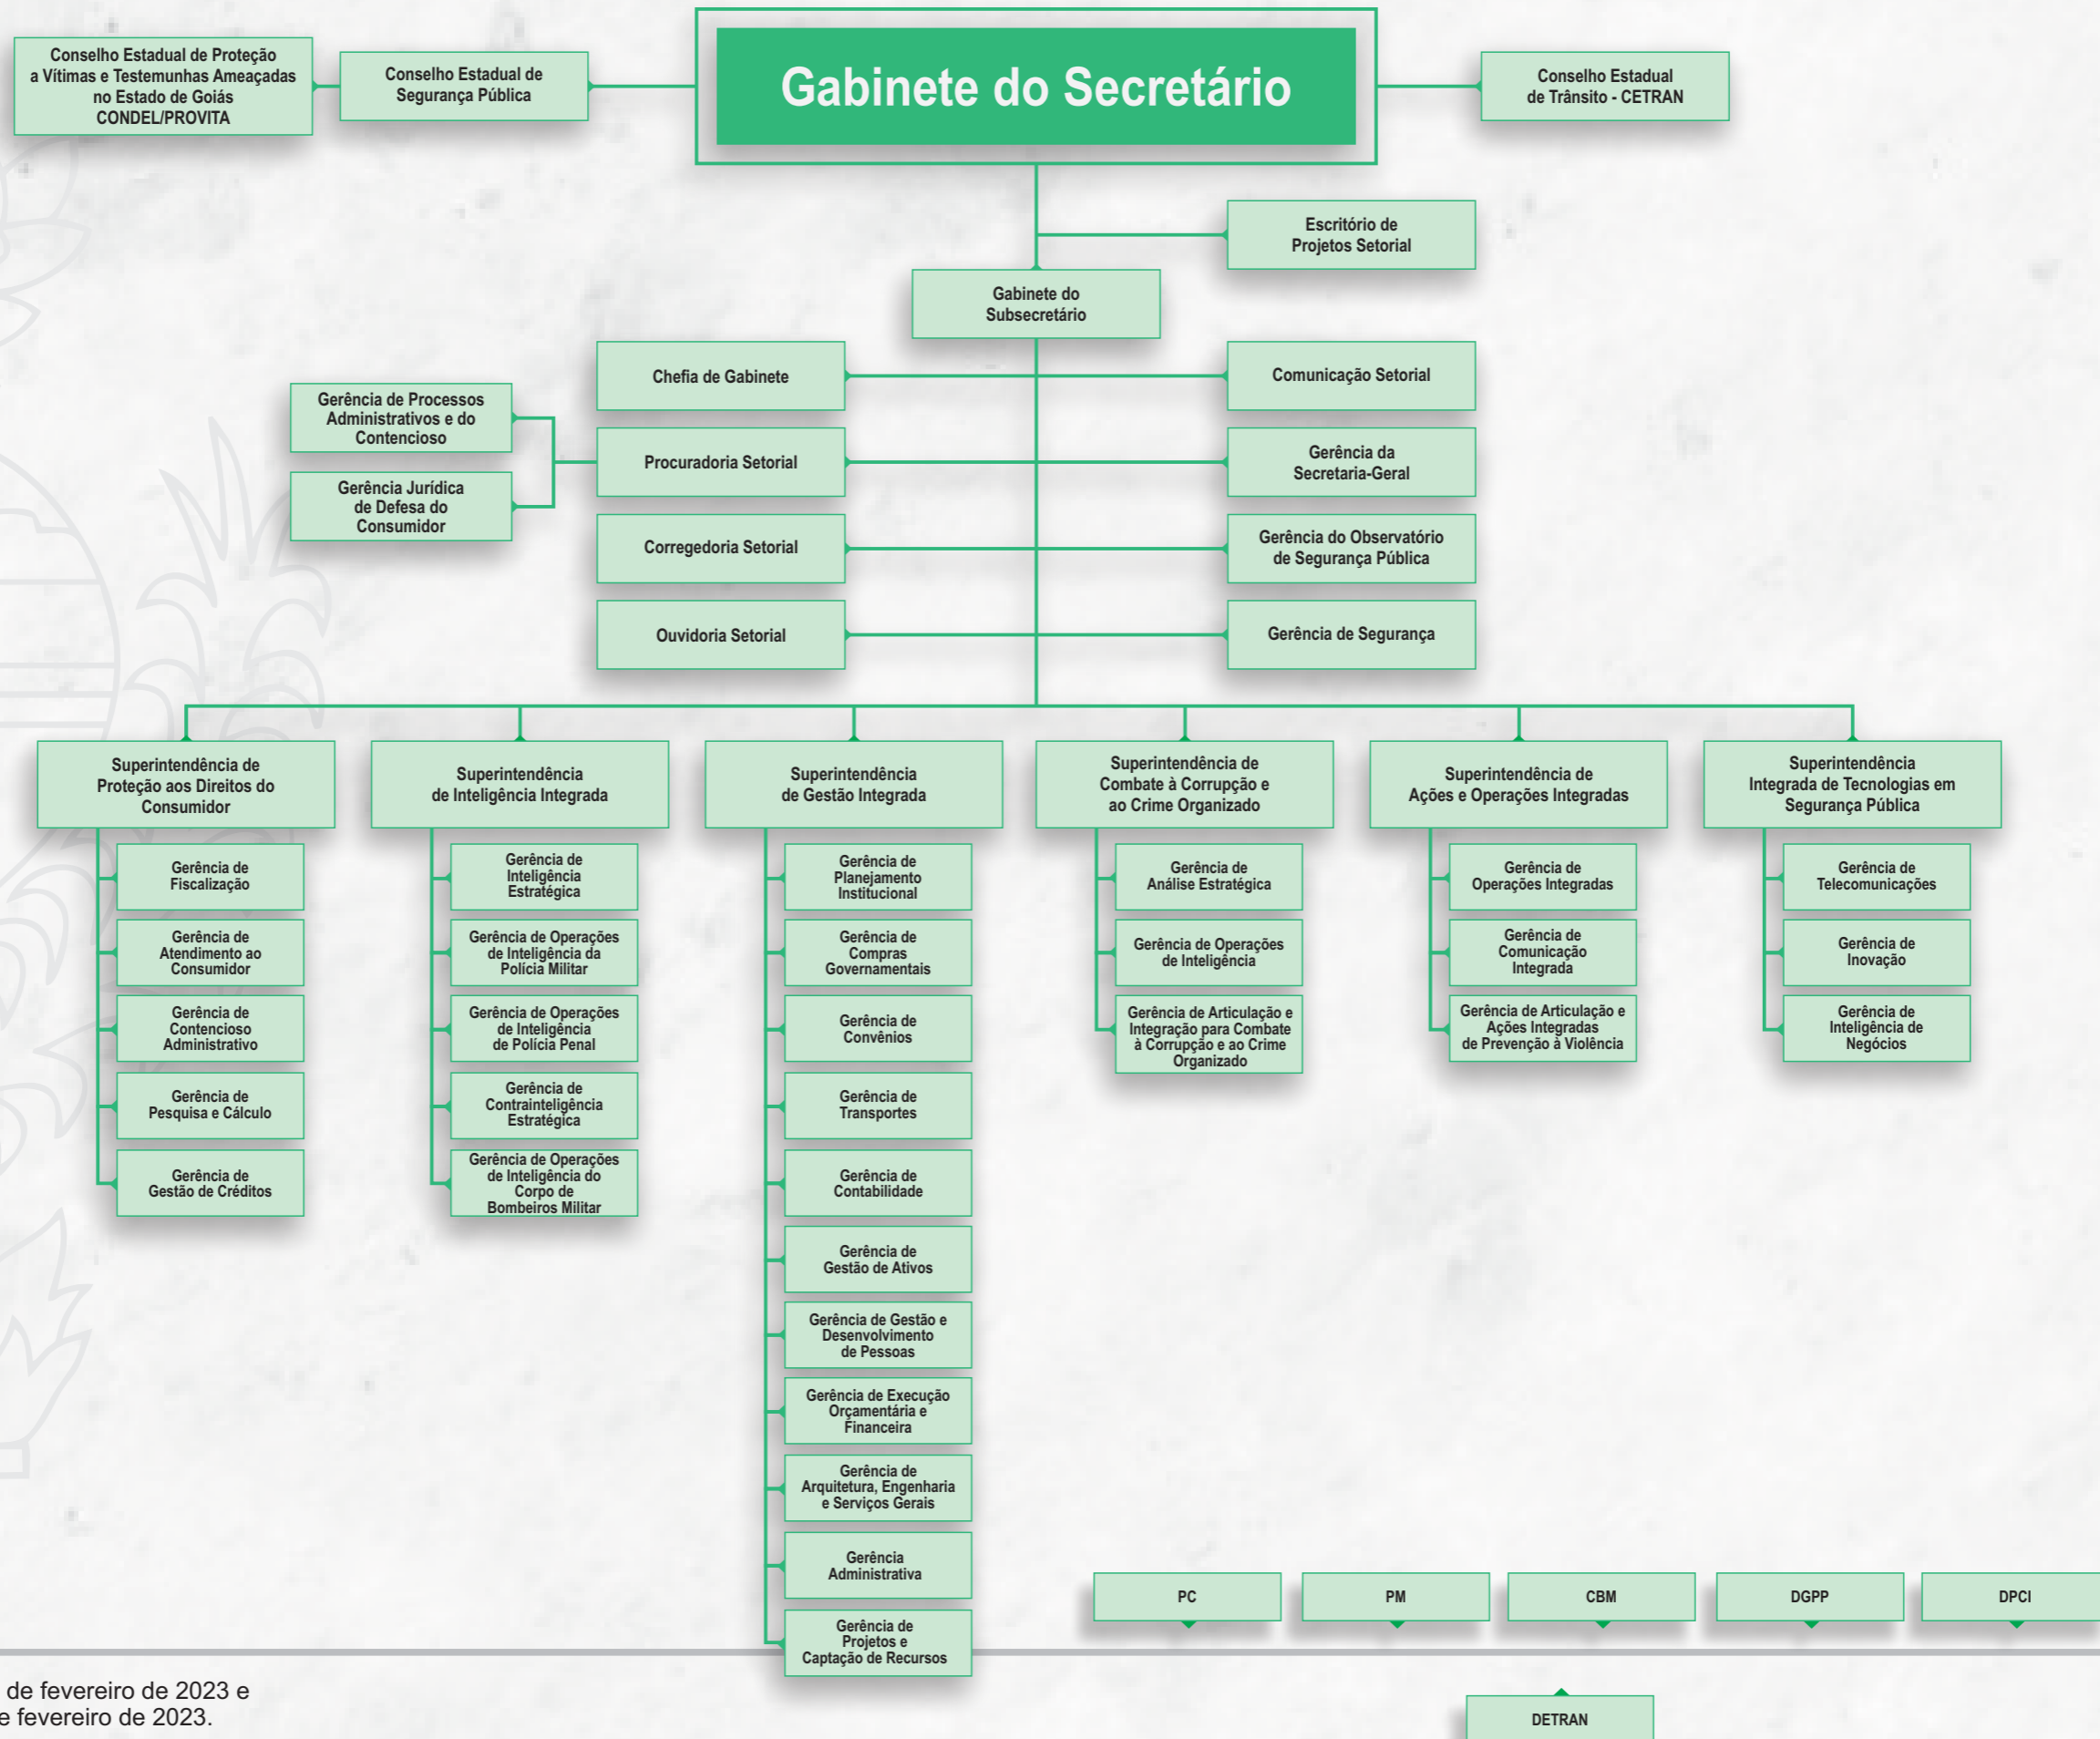 Conselho Estadual de Proteção
a Vítimas e Testemunhas Ameaçadas
no Estado de Goiás
CONDEL/PROVITA
Conselho Estadual de
Segurança Pública
Gabinete do Secretário
Conselho Estadual
de Trânsito - CETRAN
Escritório de
Projetos Setorial
Gabinete do
Subsecretário
Chefia de Gabinete
Comunicação Setorial
Gerência de Processos
Administrativos e do
Contencioso
Procuradoria Setorial
Gerência da
Secretaria-Geral
Gerência Jurídica
de Defesa do
Consumidor
Corregedoria Setorial
Gerência do Observatório
de Segurança Pública
Ouvidoria Setorial
Gerência de Segurança
Superintendência de
Proteção aos Direitos do
Consumidor
Gerência de
Fiscalização
Gerência de
Atendimento ao
Consumidor
Gerência de
Contencioso
Administrativo
Gerência de
Pesquisa e Cálculo
Gerência de
Gestão de Créditos
Superintendência
de Inteligência Integrada
Gerência de
Inteligência
Estratégica
Gerência de Operações
de Inteligência da
Polícia Militar
Gerência de Operações
de Inteligência
de Polícia Penal
Gerência de
Contrainteligência
Estratégica
Gerência de Operações
de Inteligência do
Corpo de
Bombeiros Militar
Superintendência
de Gestão Integrada
Gerência de
Planejamento
Institucional
Gerência de
Compras
Governamentais
Gerência de
Convênios
Gerência de
Transportes
Gerência de
Contabilidade
Gerência de
Gestão de Ativos
Gerência de Gestão e
Desenvolvimento
de Pessoas
Gerência de Execução
Orçamentária e
Financeira
Gerência de
Arquitetura, Engenharia
e Serviços Gerais
Gerência
Administrativa
Gerência de
Projetos e
Captação de Recursos
Superintendência de
Combate à Corrupção e
ao Crime Organizado
Gerência de
Análise Estratégica
Gerência de Operações
de Inteligência
Gerência de Articulação e
Integração para Combate
à Corrupção e ao Crime
Organizado
Superintendência de
Ações e Operações Integradas
Gerência de
Operações Integradas
Gerência de
Comunicação
Integrada
Gerência de Articulação e
Ações Integradas
de Prevenção à Violência
Superintendência
Integrada de Tecnologias em
Segurança Pública
Gerência de
Telecomunicações
Gerência de
Inovação
Gerência de
Inteligência de
Negócios
PC
PM
CBM
DGPP
DPCI
de fevereiro de 2023 e
fevereiro de 2023.
DETRAN